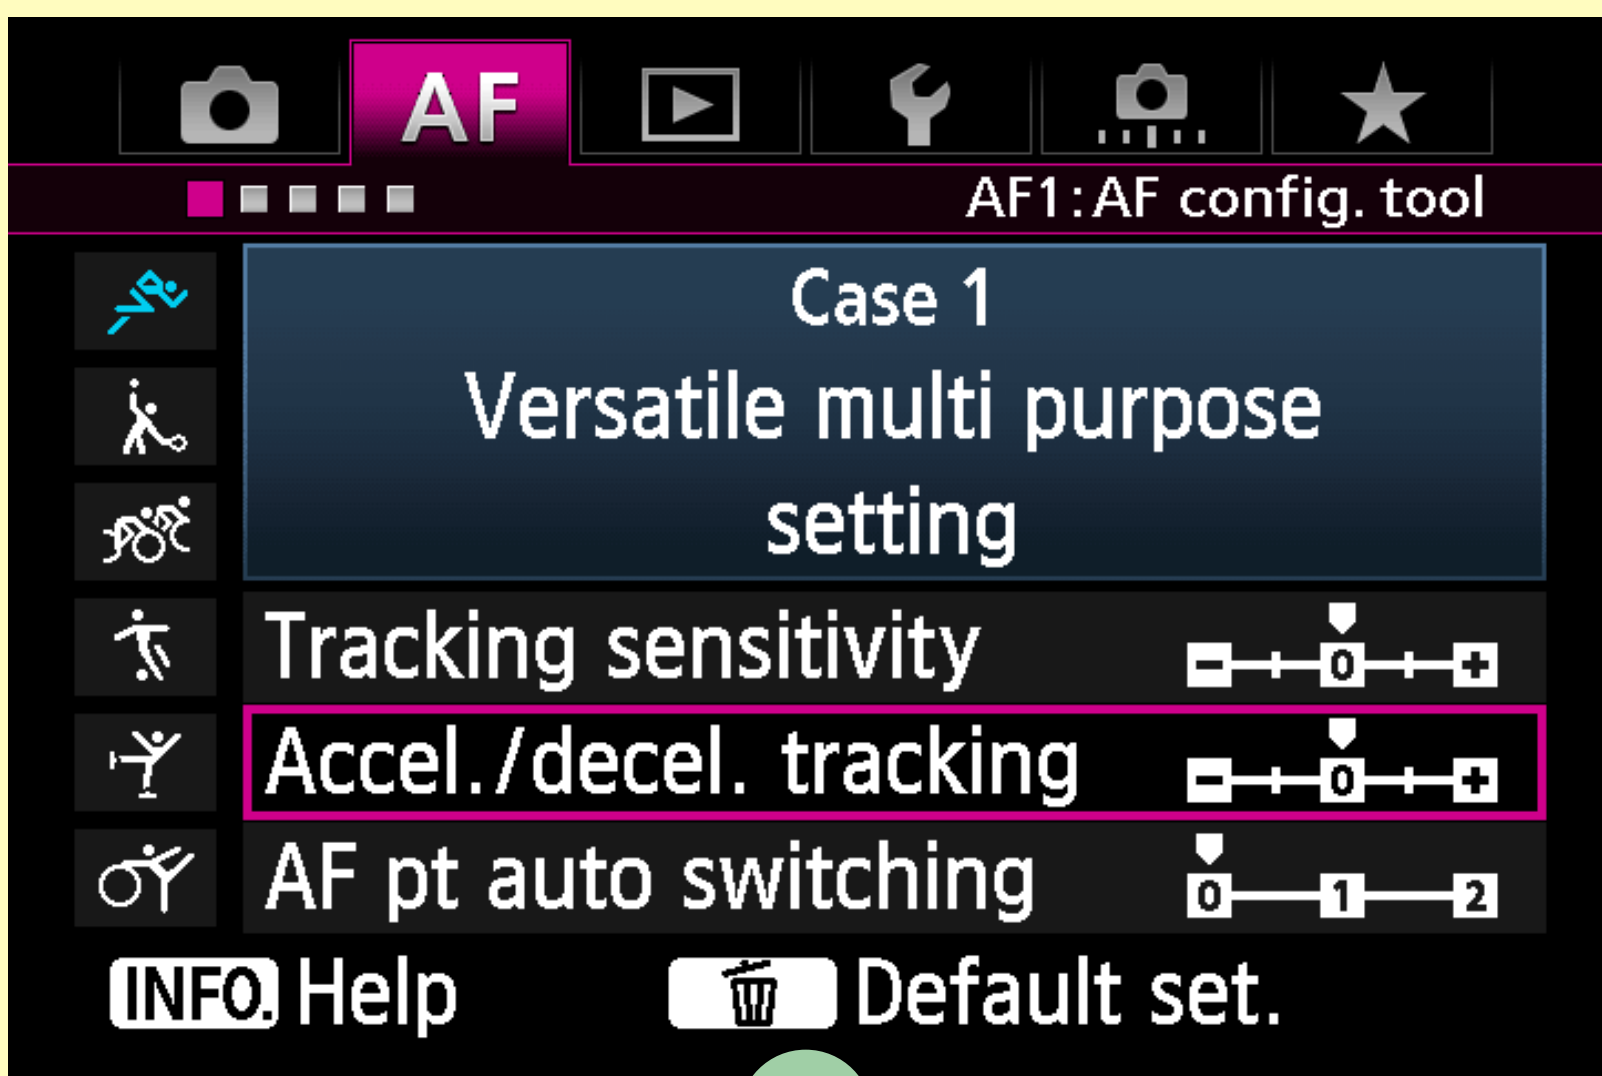 AF
AF1:AF config. tool
Case 1
Versatile multi purpose
setting
Tracking sensitivity
- 0 +
Accel./decel. tracking
- 0 +
AF pt auto switching
0 1 2
INFO. Help
Default set.